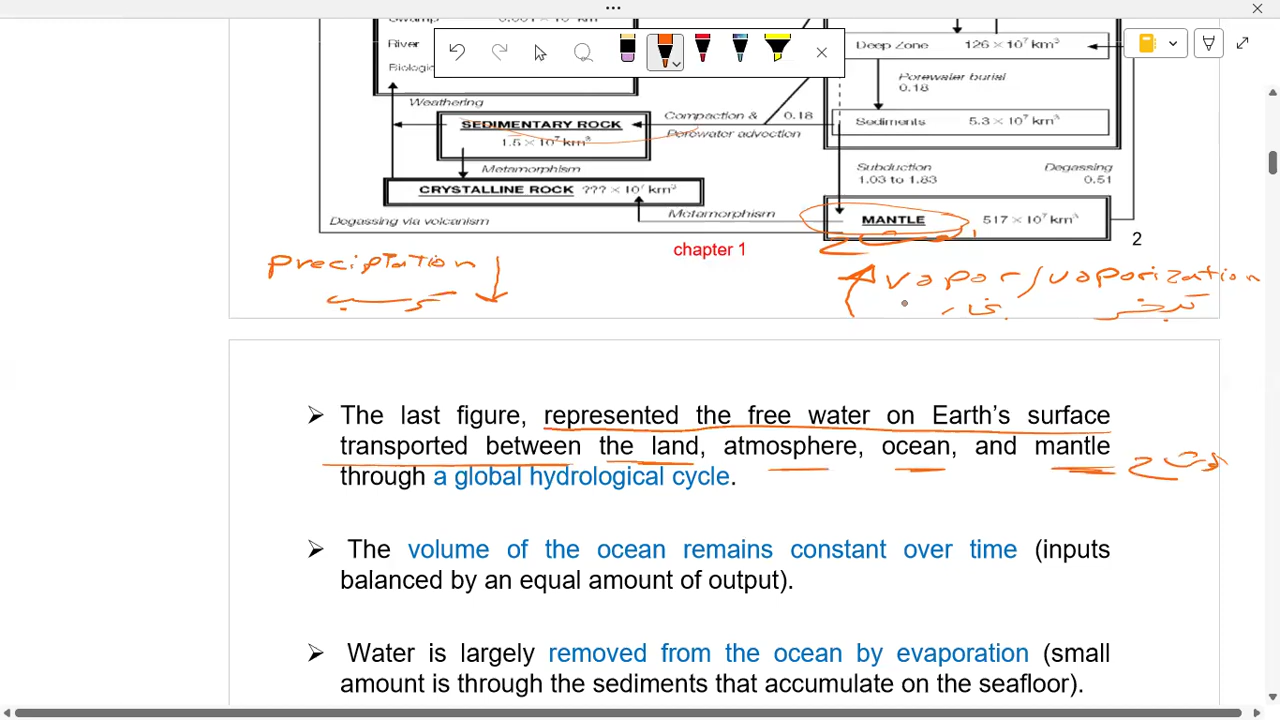 Swamp
River
Deep Zone 126 × 10⁷ km³
Porewater burial
0.18
Weathering
SEDIMENTARY ROCK
1.5 × 10⁷ km³
Compaction & 0.18
Porewater advection
Sediments 5.3 × 10⁷ km³
Metamorphism
Subduction
1.03 to 1.83
Degassing
0.51
CRYSTALLINE ROCK ??? × 10⁷ km³
Metamorphism
MANTLE 517 × 10⁷ km³
Degassing via volcanism
2
chapter 1
Preciptation
vapor/vaporization
ترسيب
بخار
تبخر
➢ The last figure, represented the free water on Earth’s surface
transported between the land, atmosphere, ocean, and mantle
through a global hydrological cycle.
➢ The volume of the ocean remains constant over time (inputs
balanced by an equal amount of output).
➢ Water is largely removed from the ocean by evaporation (small
amount is through the sediments that accumulate on the seafloor).